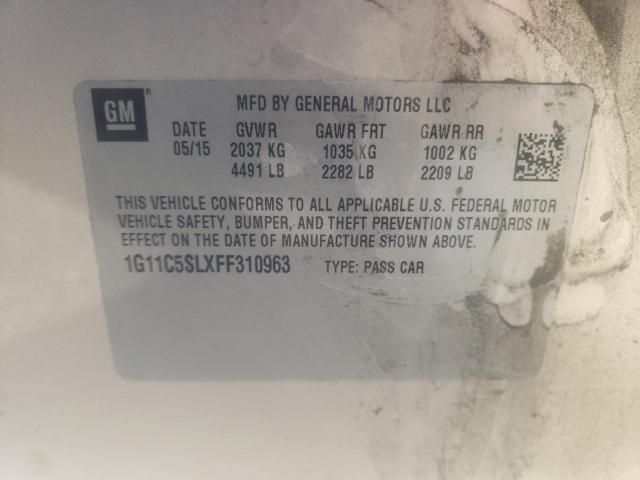 GM ®
MFD BY GENERAL MOTORS LLC
DATE GVWR GAWR FRT GAWR RR
05/15 2037 KG 1035 KG 1002 KG
4491 LB 2282 LB 2209 LB
THIS VEHICLE CONFORMS TO ALL APPLICABLE U.S. FEDERAL MOTOR
VEHICLE SAFETY, BUMPER, AND THEFT PREVENTION STANDARDS IN
EFFECT ON THE DATE OF MANUFACTURE SHOWN ABOVE.
1G11C5SLXFF310963 TYPE: PASS CAR